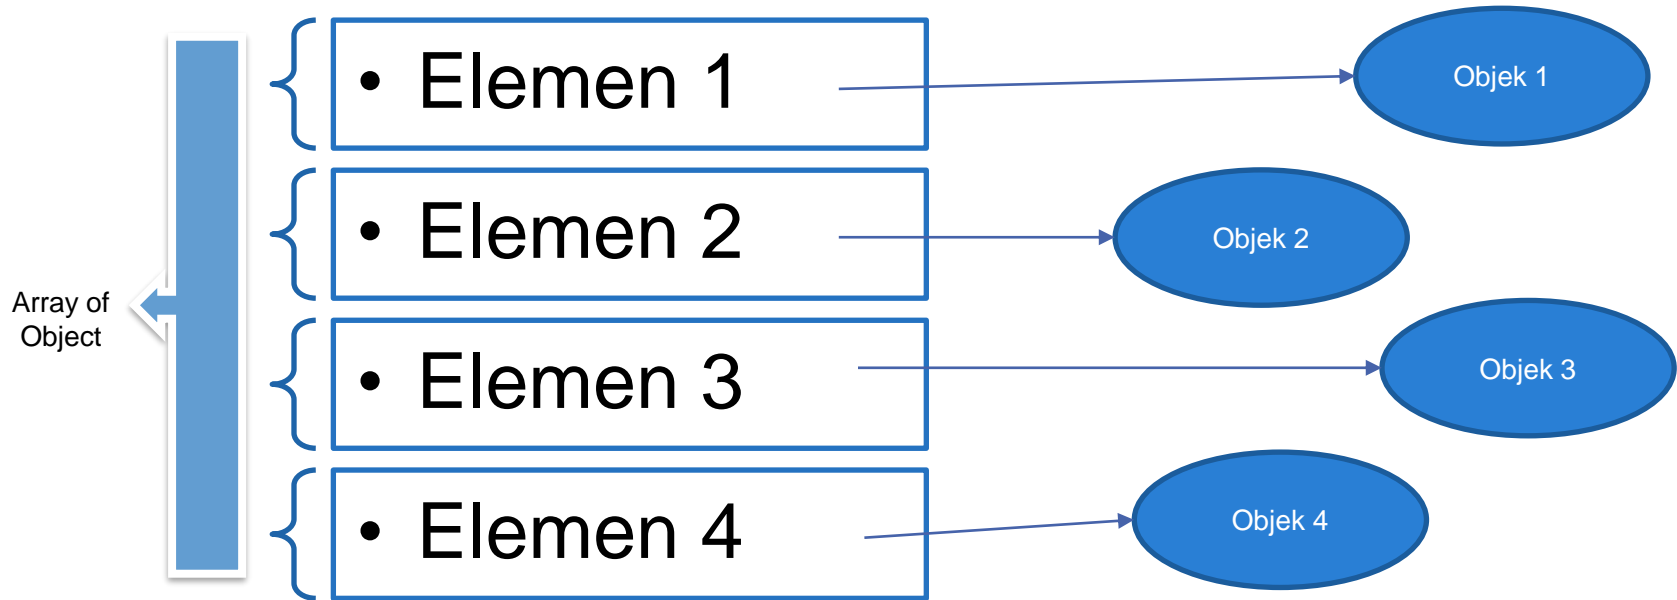 Array of
Object
• Elemen 1
Objek 1
• Elemen 2
Objek 2
• Elemen 3
Objek 3
• Elemen 4
Objek 4